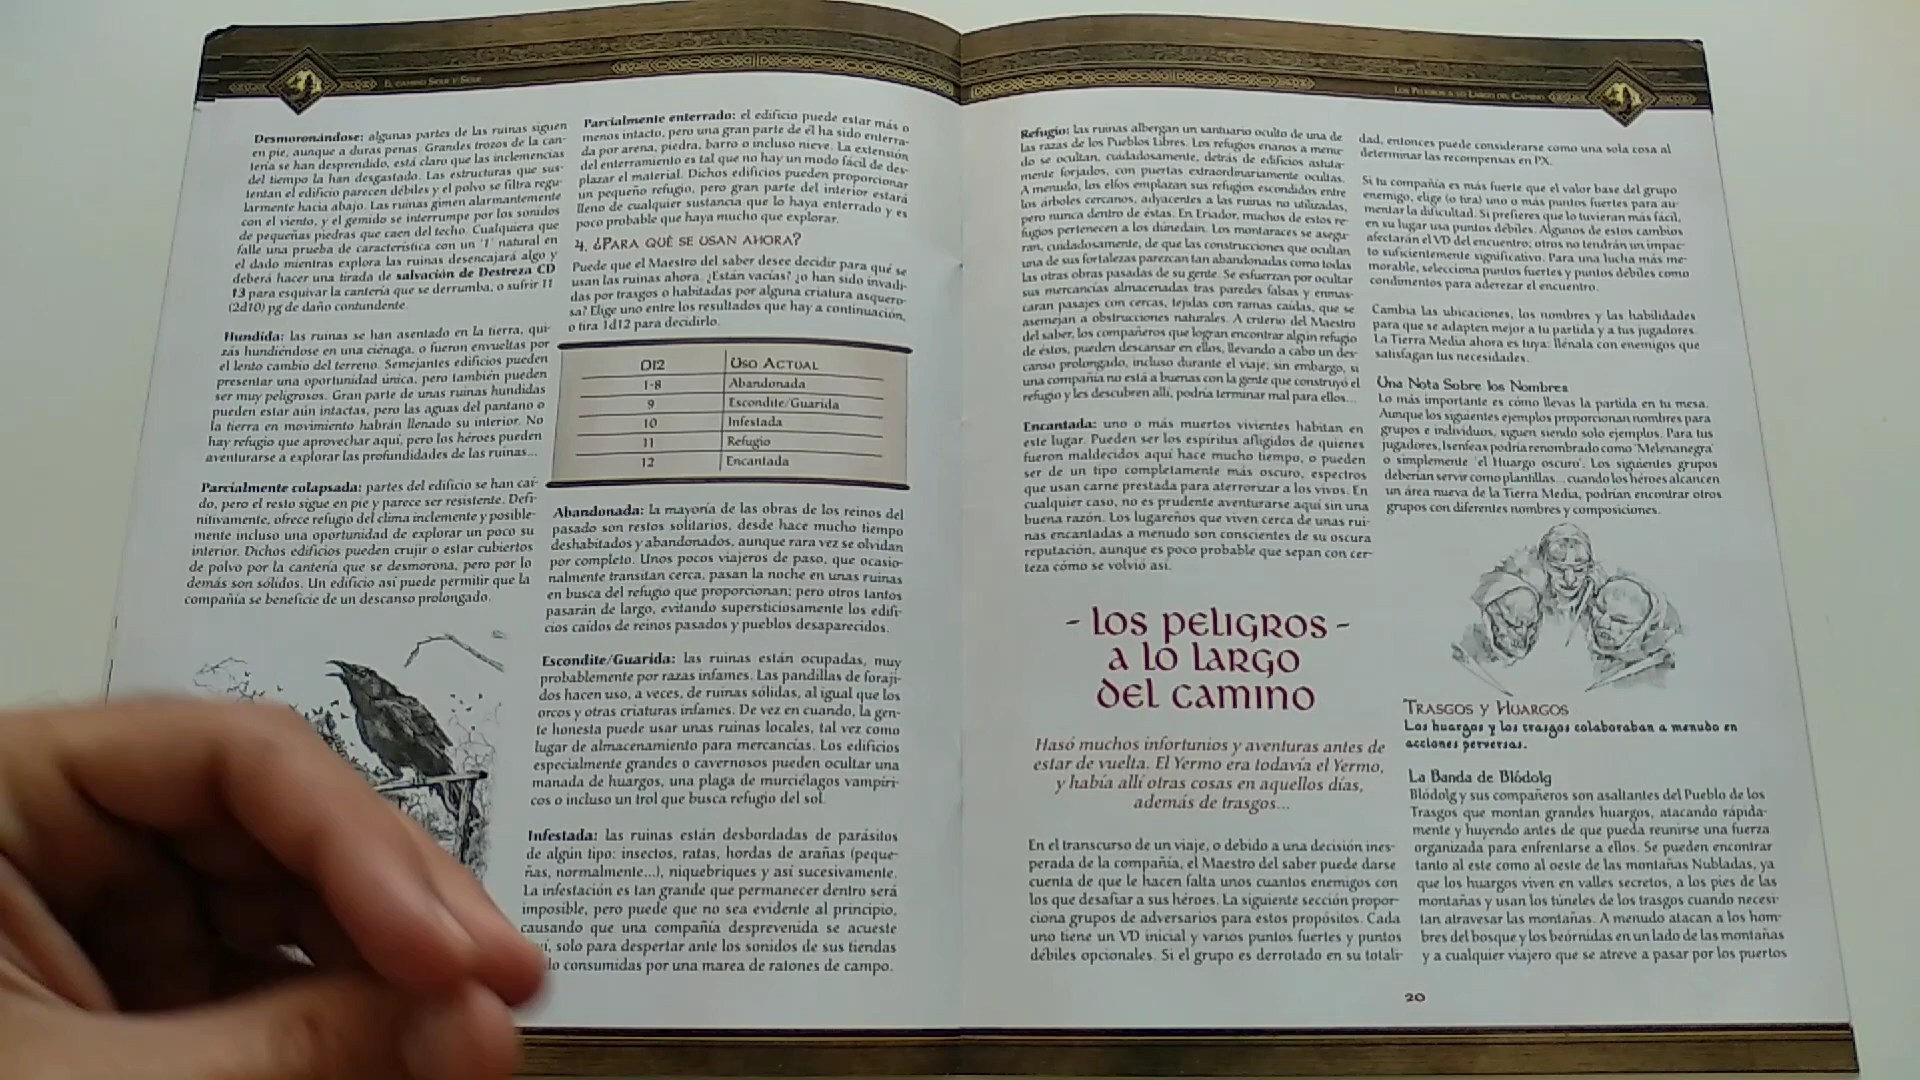 El camino Sigue y Sigue
Desmoronándose: algunas partes de las ruinas siguen
en pie, aunque a duras penas. Grandes trozos de la can-
tería se han desprendido, está claro que las inclemencias
del tiempo la han desgastado. Las estructuras que sus-
tentan el edificio parecen débiles y el polvo se filtra regu-
larmente hacia abajo. Las ruinas gimen alarmantemente
con el viento, y el gemido se interrumpe por los sonidos
de pequeñas piedras que caen del techo. Cualquiera que
falle una prueba de característica con un '1' natural en
el dado mientras explora las ruinas desencajará algo y
deberá hacer una tirada de salvación de Destreza CD
13 para esquivar la cantería que se derrumba, o sufrir 11
(2d10) pg de daño contundente.
Hundida: las ruinas se han asentado en la tierra, qui-
zás hundiéndose en una ciénaga, o fueron envueltas por
el lento cambio del terreno. Semejantes edificios pueden
presentar una oportunidad única, pero también pueden
ser muy peligrosos. Gran parte de unas ruinas hundidas
pueden estar aún intactas, pero las aguas del pantano o
la tierra en movimiento habrán llenado su interior. No
hay refugio que aprovechar aquí, pero los héroes pueden
aventurarse a explorar las profundidades de las ruinas...
Parcialmente colapsada: partes del edificio se han caí-
do, pero el resto sigue en pie y parece ser resistente. Defi-
nitivamente, ofrece refugio del clima inclemente y posible-
mente incluso una oportunidad de explorar un poco su
interior. Dichos edificios pueden crujir o estar cubiertos
de polvo por la cantería que se desmorona, pero por lo
demás son sólidos. Un edificio así puede permitir que la
compañía se beneficie de un descanso prolongado.
Parcialmente enterrado: el edificio puede estar más o
menos intacto, pero una gran parte de él ha sido enterra-
da por arena, piedra, barro o incluso nieve. La extensión
del enterramiento es tal que no hay un modo fácil de des-
plazar el material. Dichos edificios pueden proporcionar
un pequeño refugio, pero gran parte del interior estará
lleno de cualquier sustancia que lo haya enterrado y es
poco probable que haya mucho que explorar.
4. ¿Para qué se usan ahora?
Puede que el Maestro del saber desee decidir para qué se
usan las ruinas ahora. ¿Están vacías? ¿o han sido invadi-
das por trasgos o habitadas por alguna criatura asquero-
sa? Elige uno entre los resultados que hay a continuación,
o tira 1d12 para decidirlo.
D12 Uso Actual
1-8 Abandonada
9 Escondite/Guarida
10 Infestada
11 Refugio
12 Encantada
Abandonada: la mayoría de las obras de los reinos del
pasado son restos solitarios, desde hace mucho tiempo
deshabitados y abandonados, aunque rara vez se olvidan
por completo. Unos pocos viajeros de paso, que ocasio-
nalmente transitan cerca, pasan la noche en unas ruinas
en busca del refugio que proporcionan; pero otros tantos
pasarán de largo, evitando supersticiosamente los edifi-
cios caídos de reinos pasados y pueblos desaparecidos.
Escondite/Guarida: las ruinas están ocupadas, muy
probablemente por razas infames. Las pandillas de foraji-
dos hacen uso, a veces, de ruinas sólidas, al igual que los
orcos y otras criaturas infames. De vez en cuando, la gen-
te honesta puede usar unas ruinas locales, tal vez como
lugar de almacenamiento para mercancías. Los edificios
especialmente grandes o cavernosos pueden ocultar una
manada de huargos, una plaga de murciélagos vampíri-
cos o incluso un trol que busca refugio del sol.
Infestada: las ruinas están desbordadas de parásitos
de algún tipo: insectos, ratas, hordas de arañas (peque-
ñas, normalmente...), niquebriques y así sucesivamente.
La infestación es tan grande que permanecer dentro será
imposible, pero puede que no sea evidente al principio,
causando que una compañía desprevenida se acueste
solo para despertar ante los sonidos de sus tiendas
consumidas por una marea de ratones de campo.
Los Peligros a lo Largo del Camino
Refugio: las ruinas albergan un santuario oculto de una de
las razas de los Pueblos Libres. Los refugios enanos a menu-
do se ocultan, cuidadosamente, detrás de edificios astuta-
mente forjados, con puertas extraordinariamente ocultas.
A menudo, los elfos emplazan sus refugios escondidos entre
los árboles cercanos, adyacentes a las ruinas no utilizadas,
pero nunca dentro de éstas. En Eriador, muchos de estos re-
fugios pertenecen a los dúnedain. Los montaraces se asegu-
ran, cuidadosamente, de que las construcciones que ocultan
una de sus fortalezas parezcan tan abandonadas como todas
las otras obras pasadas de su gente. Se esfuerzan por ocultar
sus mercancías almacenadas tras paredes falsas y enmas-
caran pasajes con cercas, tejidas con ramas caídas, que se
asemejan a obstrucciones naturales. A criterio del Maestro
del saber, los compañeros que logran encontrar algún refugio
de éstos, pueden descansar en ellos, llevando a cabo un des-
canso prolongado, incluso durante el viaje; sin embargo, si
una compañía no está a buenas con la gente que construyó el
refugio y les descubren allí, podría terminar mal para ellos...
Encantada: uno o más muertos vivientes habitan en
este lugar. Pueden ser los espíritus afligidos de quienes
fueron maldecidos aquí hace mucho tiempo, o pueden
ser de un tipo completamente más oscuro, espectros
que usan carne prestada para aterrorizar a los vivos. En
cualquier caso, no es prudente aventurarse aquí sin una
buena razón. Los lugareños que viven cerca de unas rui-
nas encantadas a menudo son conscientes de su oscura
reputación, aunque es poco probable que sepan con cer-
teza cómo se volvió así.
- Los peligros -
a lo largo
del camino
Hasó muchos infortunios y aventuras antes de
estar de vuelta. El Yermo era todavía el Yermo,
y había allí otras cosas en aquellos días,
además de trasgos...
En el transcurso de un viaje, o debido a una decisión ines-
perada de la compañía, el Maestro del saber puede darse
cuenta de que le hacen falta unos cuantos enemigos con
los que desafiar a sus héroes. La siguiente sección propor-
ciona grupos de adversarios para estos propósitos. Cada
uno tiene un VD inicial y varios puntos fuertes y puntos
débiles opcionales. Si el grupo es derrotado en su totali-
dad, entonces puede considerarse como una sola cosa al
determinar las recompensas en PX.
Si tu compañía es más fuerte que el valor base del grupo
enemigo, elige (o tira) uno o más puntos fuertes para au-
mentar la dificultad. Si prefieres que lo tuvieran más fácil,
en su lugar usa puntos débiles. Algunos de estos cambios
afectarán el VD del encuentro; otros no tendrán un impac-
to suficientemente significativo. Para una lucha más me-
morable, selecciona puntos fuertes y puntos débiles como
condimentos para aderezar el encuentro.
Cambia las ubicaciones, los nombres y las habilidades
para que se adapten mejor a tu partida y a tus jugadores.
La Tierra Media ahora es tuya: llénala con enemigos que
satisfagan tus necesidades.
Una Nota Sobre los Nombres
Lo más importante es cómo llevas la partida en tu mesa.
Aunque los siguientes ejemplos proporcionan nombres para
grupos e individuos, siguen siendo solo ejemplos. Para tus
jugadores, Isenfeas podría renombrado como 'Melenanegra'
o simplemente 'el Huargo oscuro'. Los siguientes grupos
deberían servir como plantillas... cuando los héroes alcancen
un área nueva de la Tierra Media, podrían encontrar otros
grupos con diferentes nombres y composiciones.
Trasgos y Huargos
Los huargos y los trasgos colaboraban a menudo en
acciones perversas.
La Banda de Blódolg
Blódolg y sus compañeros son asaltantes del Pueblo de los
Trasgos que montan grandes huargos, atacando rápida-
mente y huyendo antes de que pueda reunirse una fuerza
organizada para enfrentarse a ellos. Se pueden encontrar
tanto al este como al oeste de las montañas Nubladas, ya
que los huargos viven en valles secretos, a los pies de las
montañas y usan los túneles de los trasgos cuando necesi-
tan atravesar las montañas. A menudo atacan a los hom-
bres del bosque y los beórnidas en un lado de las montañas
y a cualquier viajero que se atreve a pasar por los puertos
20